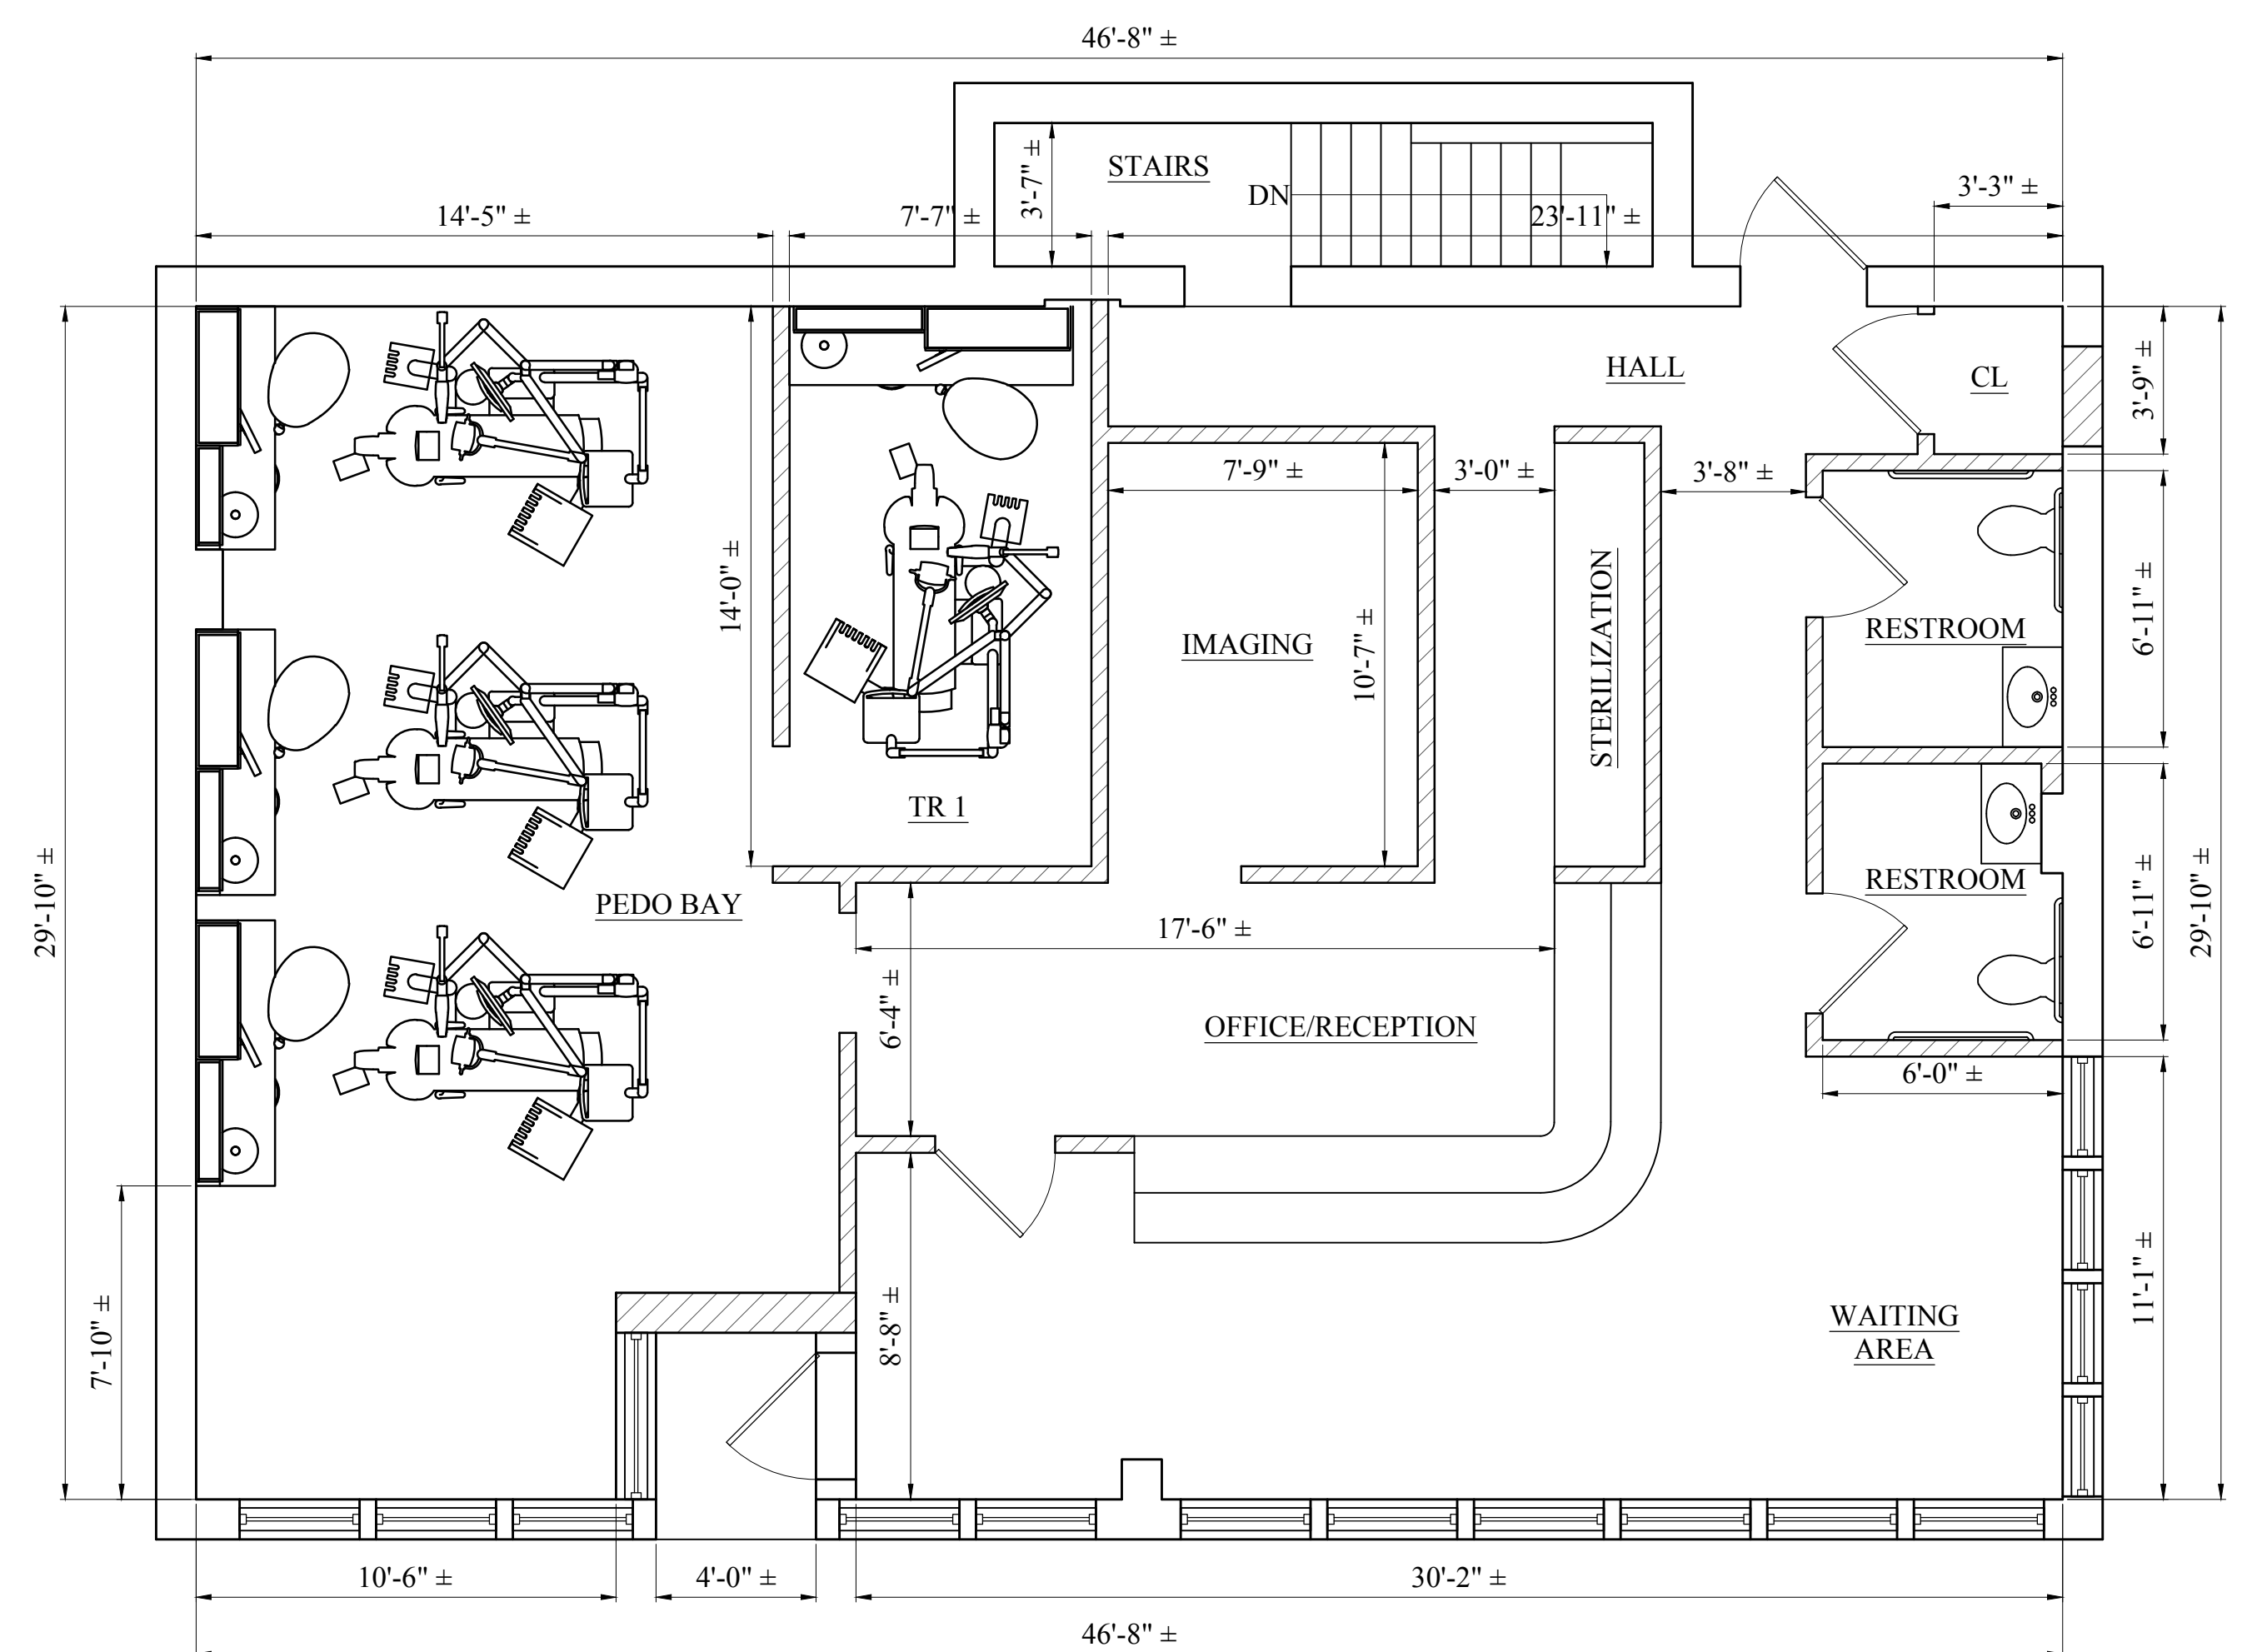 46'-8" ±
STAIRS
3'-7" ±
DN
3'-3" ±
14'-5" ±
7'-7" ±
23'-11" ±
HALL
CL
3'-9" ±
7'-9" ±
3'-0" ±
3'-8" ±
14'-0" ±
IMAGING
10'-7" ±
STERILIZATION
RESTROOM
6'-11" ±
TR 1
PEDO BAY
RESTROOM
6'-11" ±
29'-10" ±
29'-10" ±
17'-6" ±
6'-4" ±
OFFICE/RECEPTION
6'-0" ±
7'-10" ±
8'-8" ±
WAITING
AREA
11'-1" ±
10'-6" ±
4'-0" ±
30'-2" ±
46'-8" ±